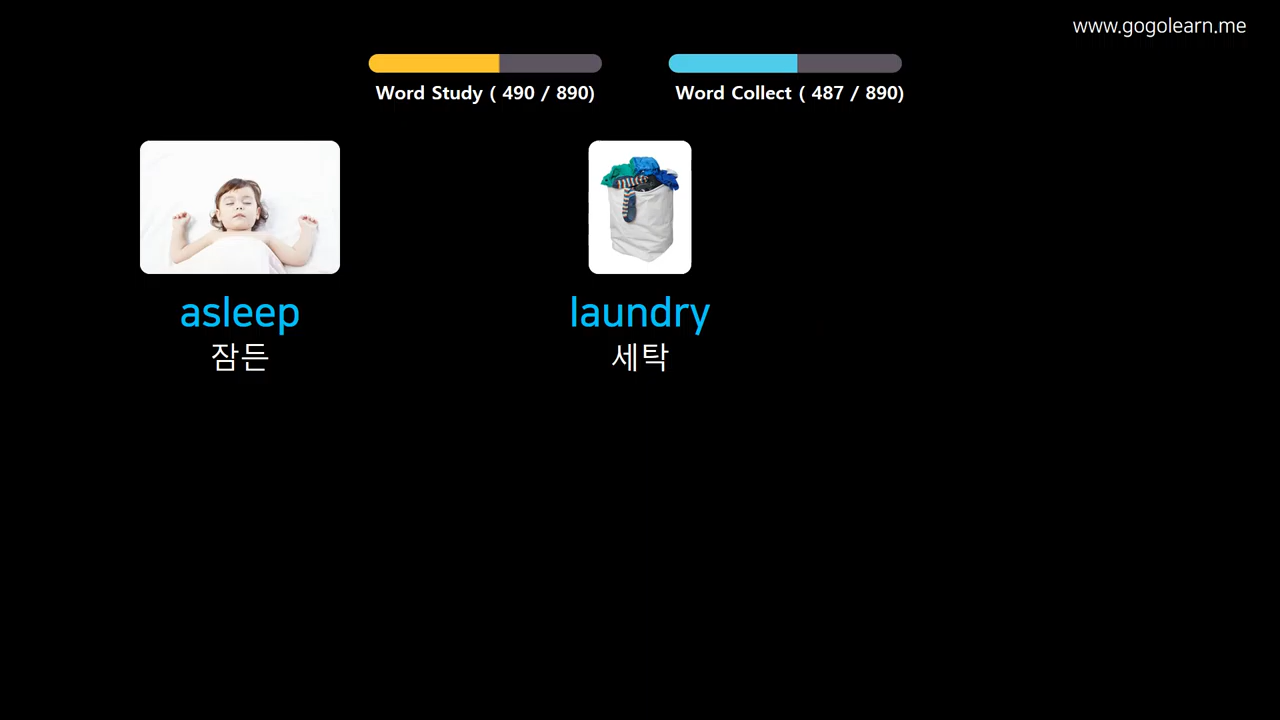 www.gogolearn.me
Word Study ( 490 / 890)
Word Collect ( 487 / 890)
asleep
잠든
laundry
세탁